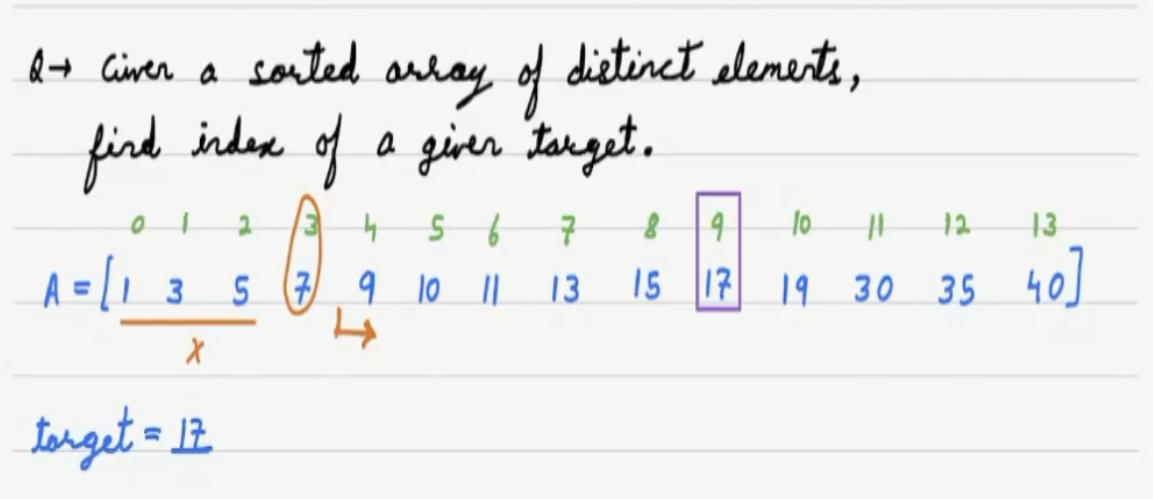 Q→ Given a sorted array of distinct elements,
find index of a given target.
0 1 2 3 4 5 6 7 8 9 10 11 12 13
A = [1 3 5 7 9 10 11 13 15 17 19 30 35 40]
X
target = 17